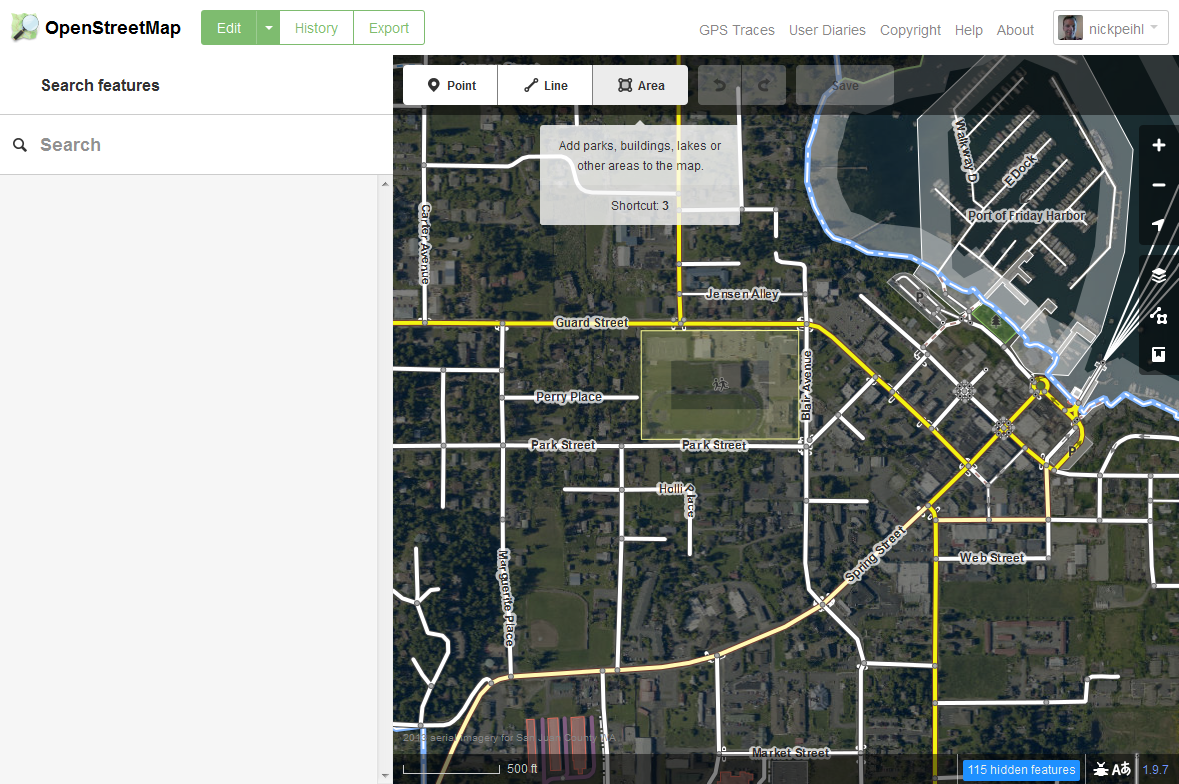 OpenStreetMap
Edit
History
Export
GPS Traces
User Diaries
Copyright
Help
About
nickpeihl
Search features
Search
Point
Line
Area
Save
Add parks, buildings, lakes or
other areas to the map.
Shortcut: 3
Carter Avenue
Walkway D
E Dock
Port of Friday Harbor
Jensen Alley
Guard Street
P
Blair Avenue
Perry Place
Park Street
Park Street
P
Place
Spring Street
Web Street
Marguerite Place
Market Street
aerial imagery for San Juan County
500 ft
115 hidden features
1.9.7